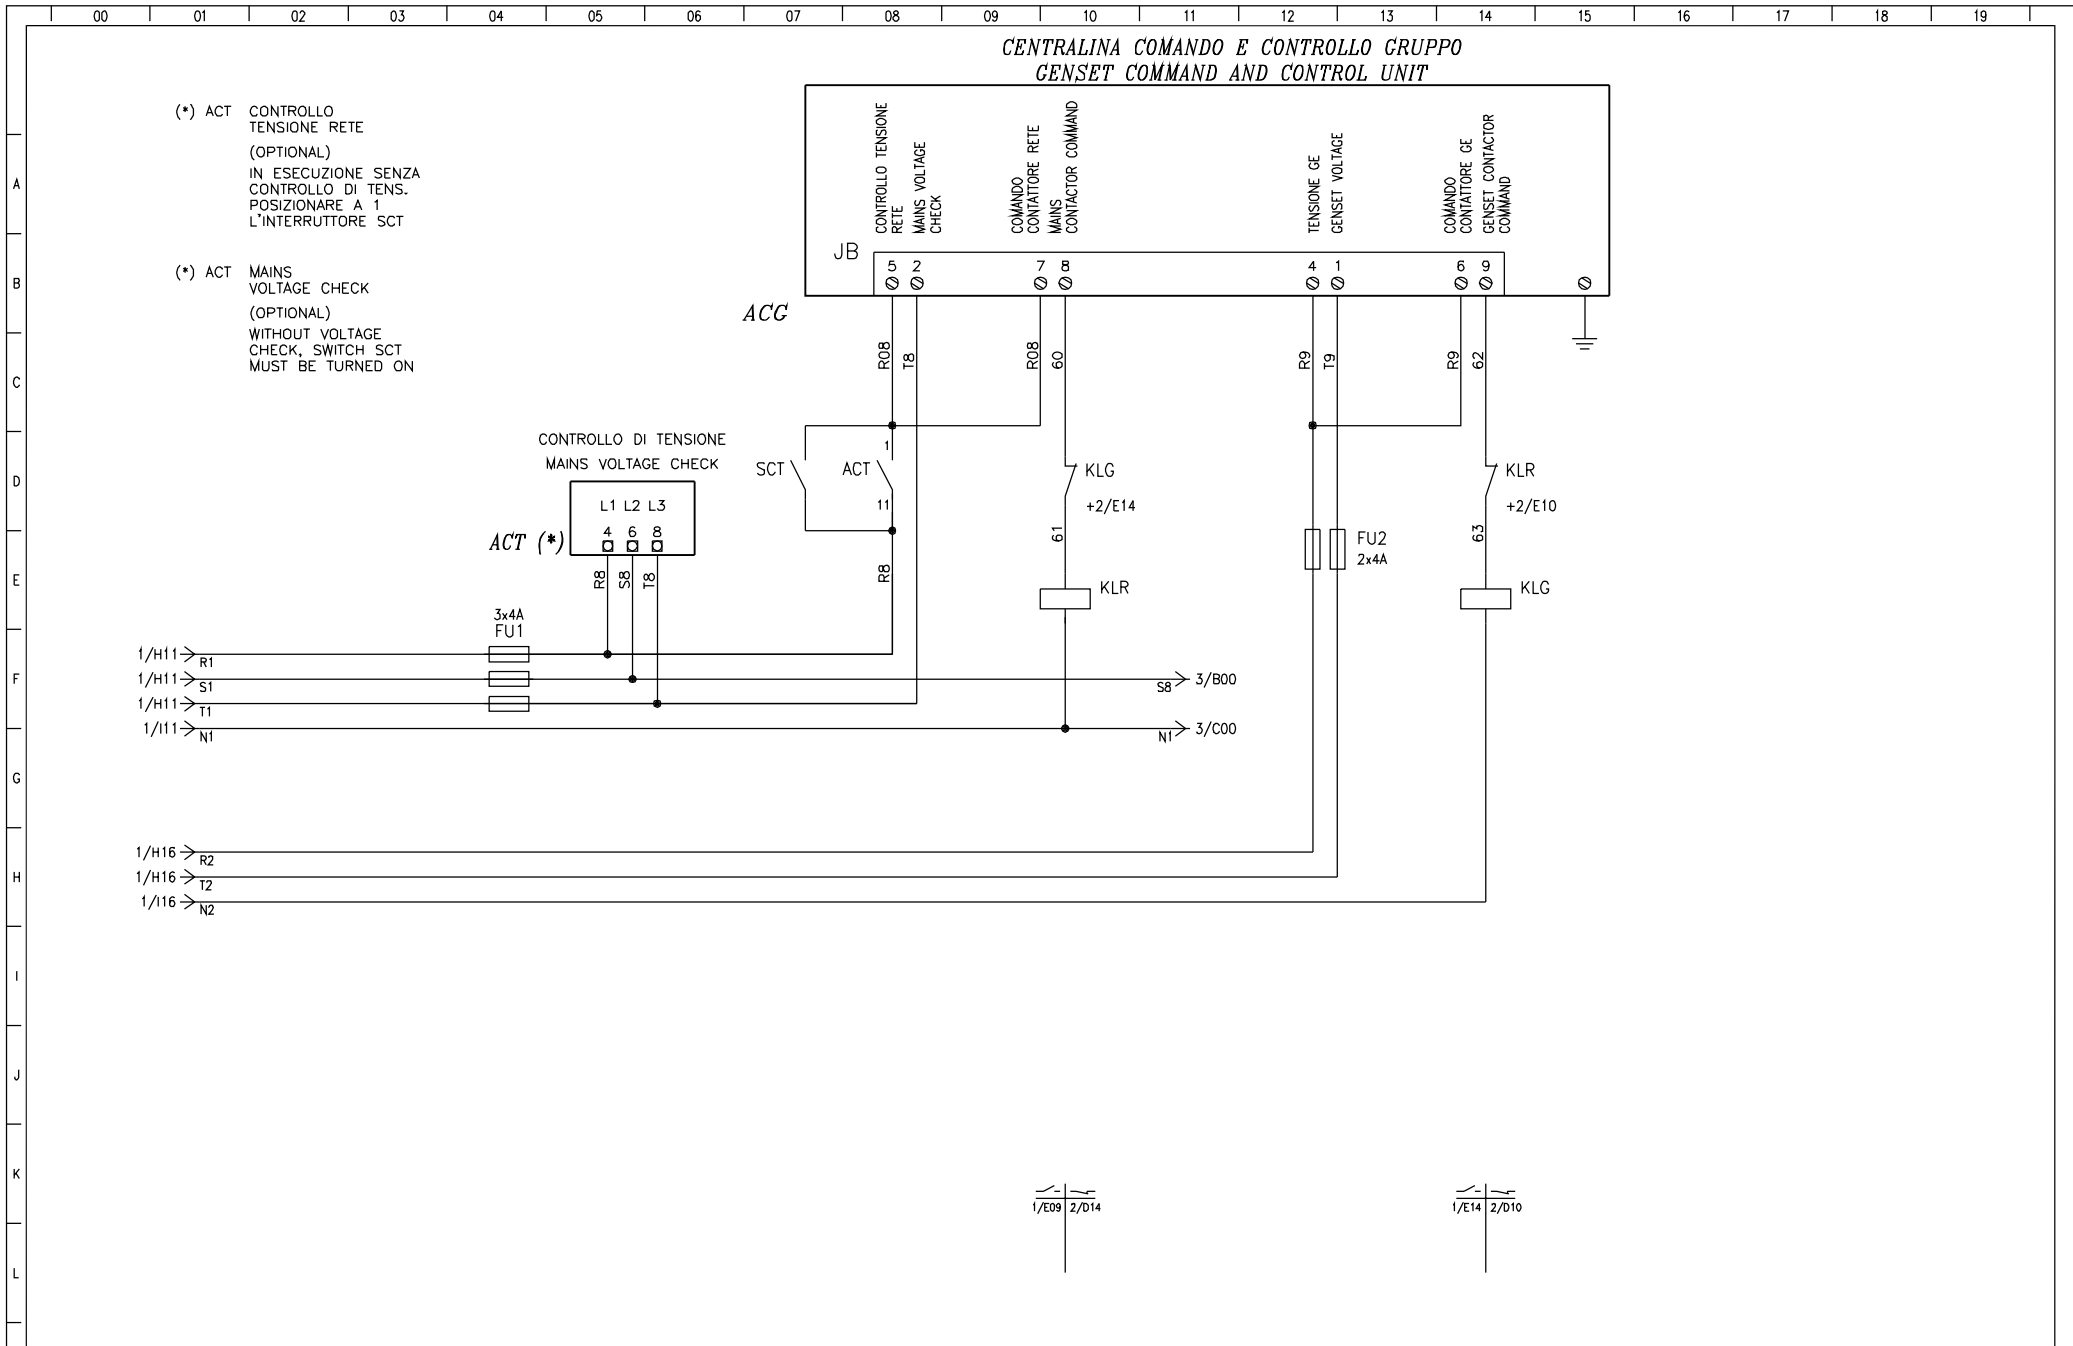 00 01 02 03 04 05 06 07 08 09 10 11 12 13 14 15 16 17 18 19
CENTRALINA COMANDO E CONTROLLO GRUPPO
GENSET COMMAND AND CONTROL UNIT
(*) ACT CONTROLLO
TENSIONE RETE
(OPTIONAL)
IN ESECUZIONE SENZA
CONTROLLO DI TENS.
POSIZIONARE A 1
L'INTERRUTTORE SCT
(*) ACT MAINS
VOLTAGE CHECK
(OPTIONAL)
WITHOUT VOLTAGE
CHECK, SWITCH SCT
MUST BE TURNED ON
A
B
C
D
E
F
G
H
I
J
K
L
CONTROLLO TENSIONE
RETE
MAINS VOLTAGE
CHECK
COMANDO
CONTATTORE RETE
MAINS
CONTACTOR COMMAND
TENSIONE GE
GENSET VOLTAGE
COMANDO
CONTATTORE GE
GENSET CONTACTOR
COMMAND
JB
5 2 7 8 4 1 6 9
ACG
R08 T8 R08 60 R9 T9 R9 62
CONTROLLO DI TENSIONE
MAINS VOLTAGE CHECK
L1 L2 L3
4 6 8
ACT (*)
R8 S8 T8
SCT
1
ACT
11
R8
KLG
+2/E14
61
KLR
FU2
2x4A
KLR
+2/E10
63
KLG
3x4A
FU1
1/H11 R1
1/H11 S1
S8 3/B00
1/H11 T1
1/I11 N1
N1 3/C00
1/H16 R2
1/H16 T2
1/I16 N2
1/E09 2/D14
1/E14 2/D10